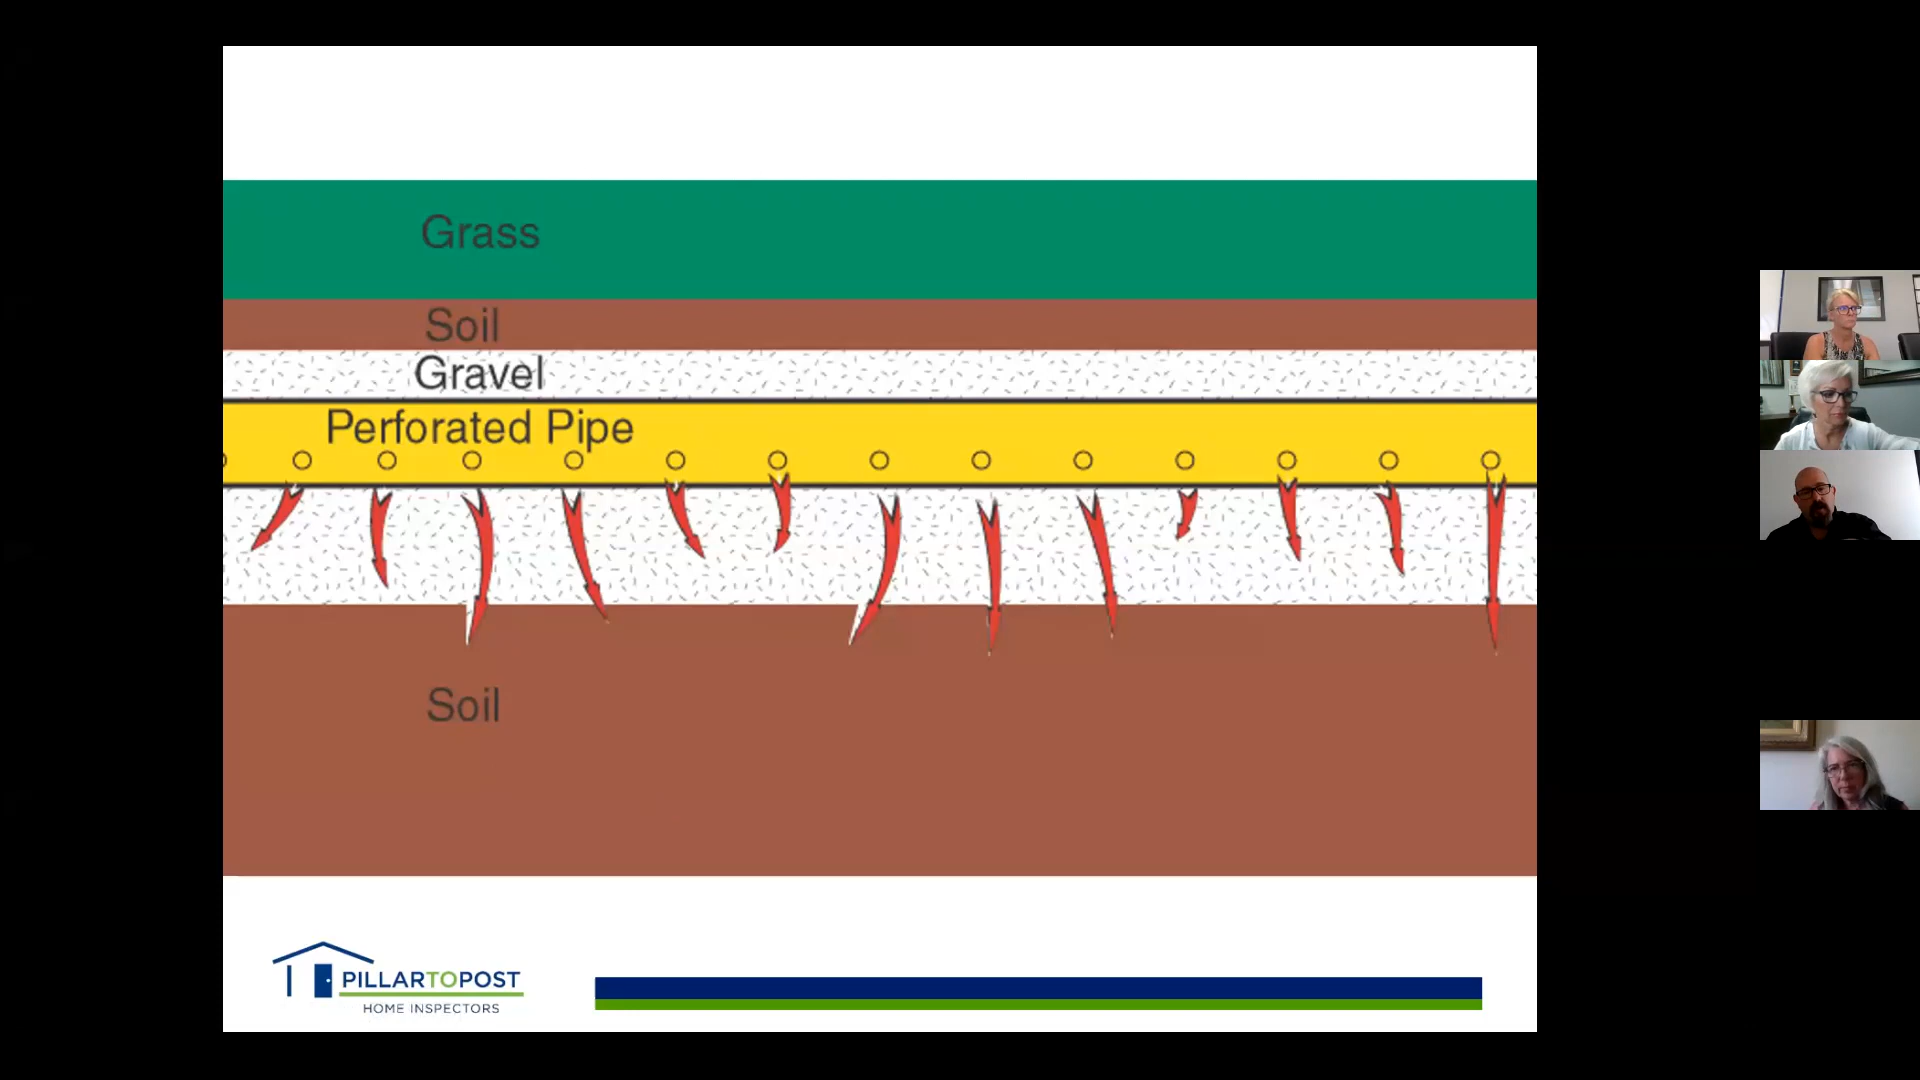 Grass
Soil
Gravel
Perforated Pipe
Soil
PILLARTOPOST
HOME INSPECTORS